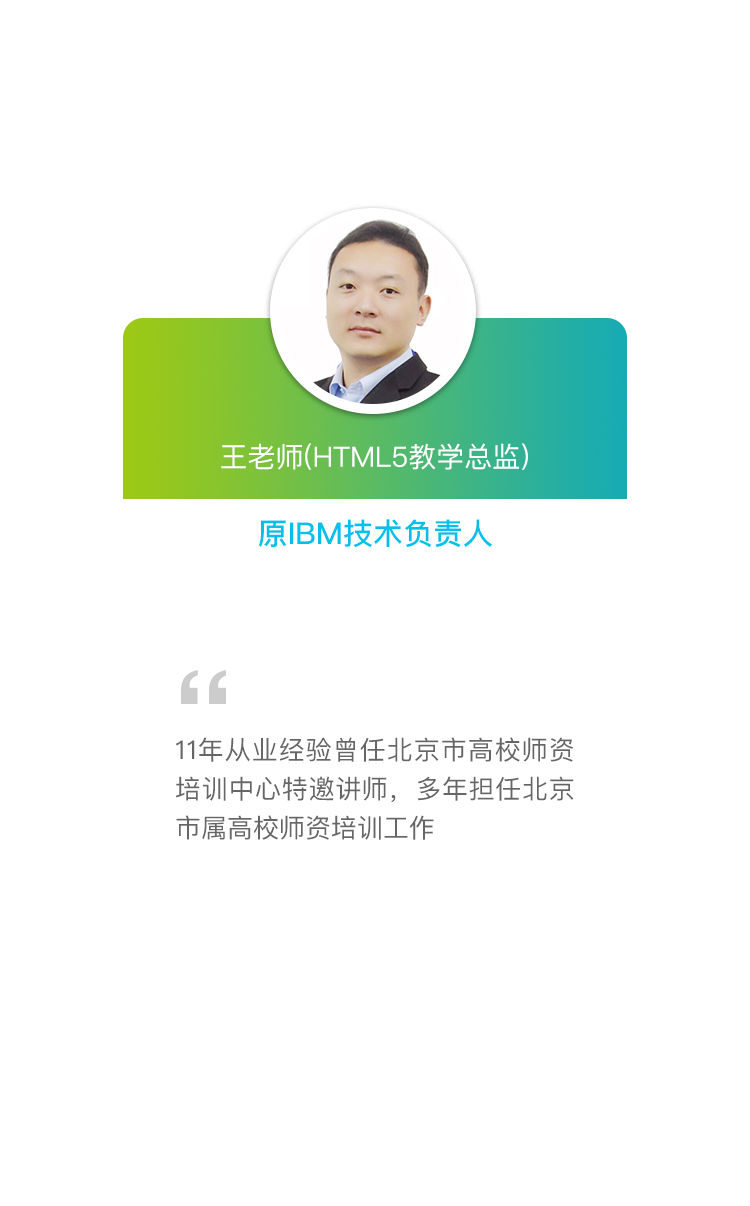 王老师(HTML5教学总监)
原IBM技术负责人
“
11年从业经验曾任北京市高校师资
培训中心特邀讲师，多年担任北京
市属高校师资培训工作